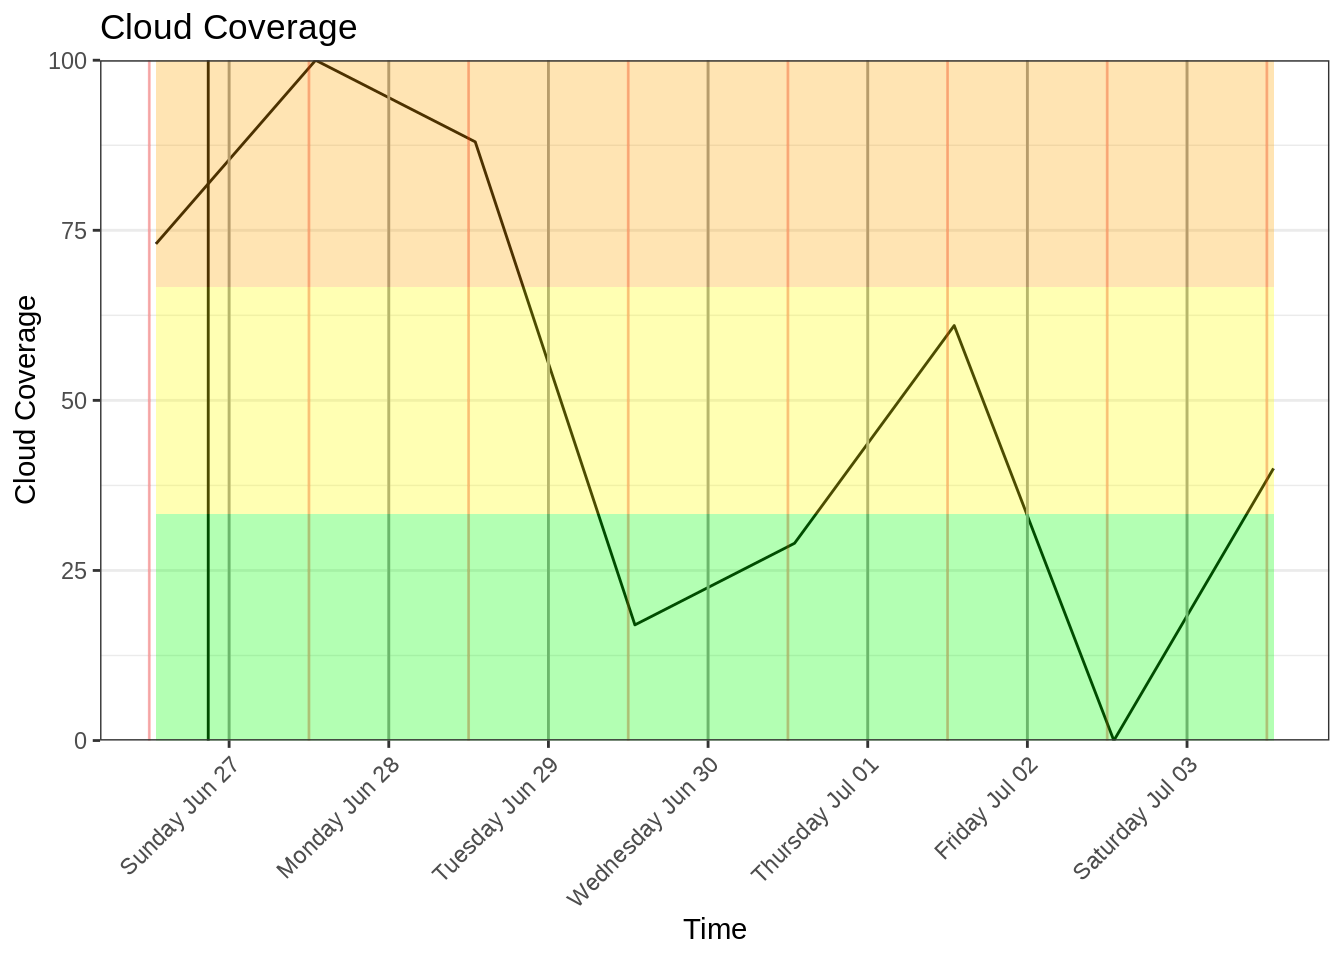 Cloud Coverage
100
75
50
25
0
Cloud Coverage
Sunday Jun 27
Monday Jun 28
Tuesday Jun 29
Wednesday Jun 30
Thursday Jul 01
Friday Jul 02
Saturday Jul 03
Time